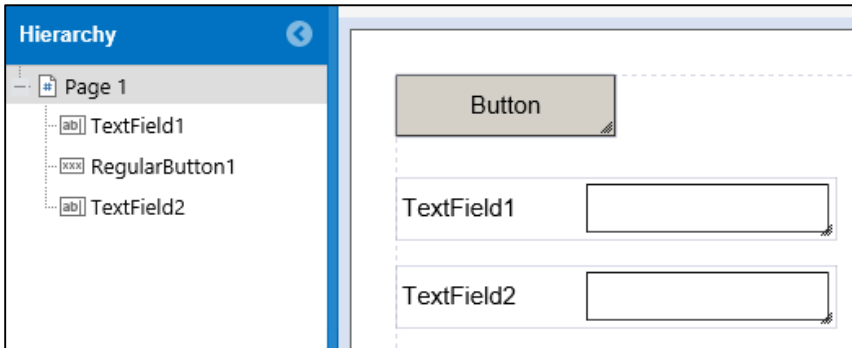 Hierarchy
Page 1
TextField1
RegularButton1
TextField2
Button
TextField1
TextField2